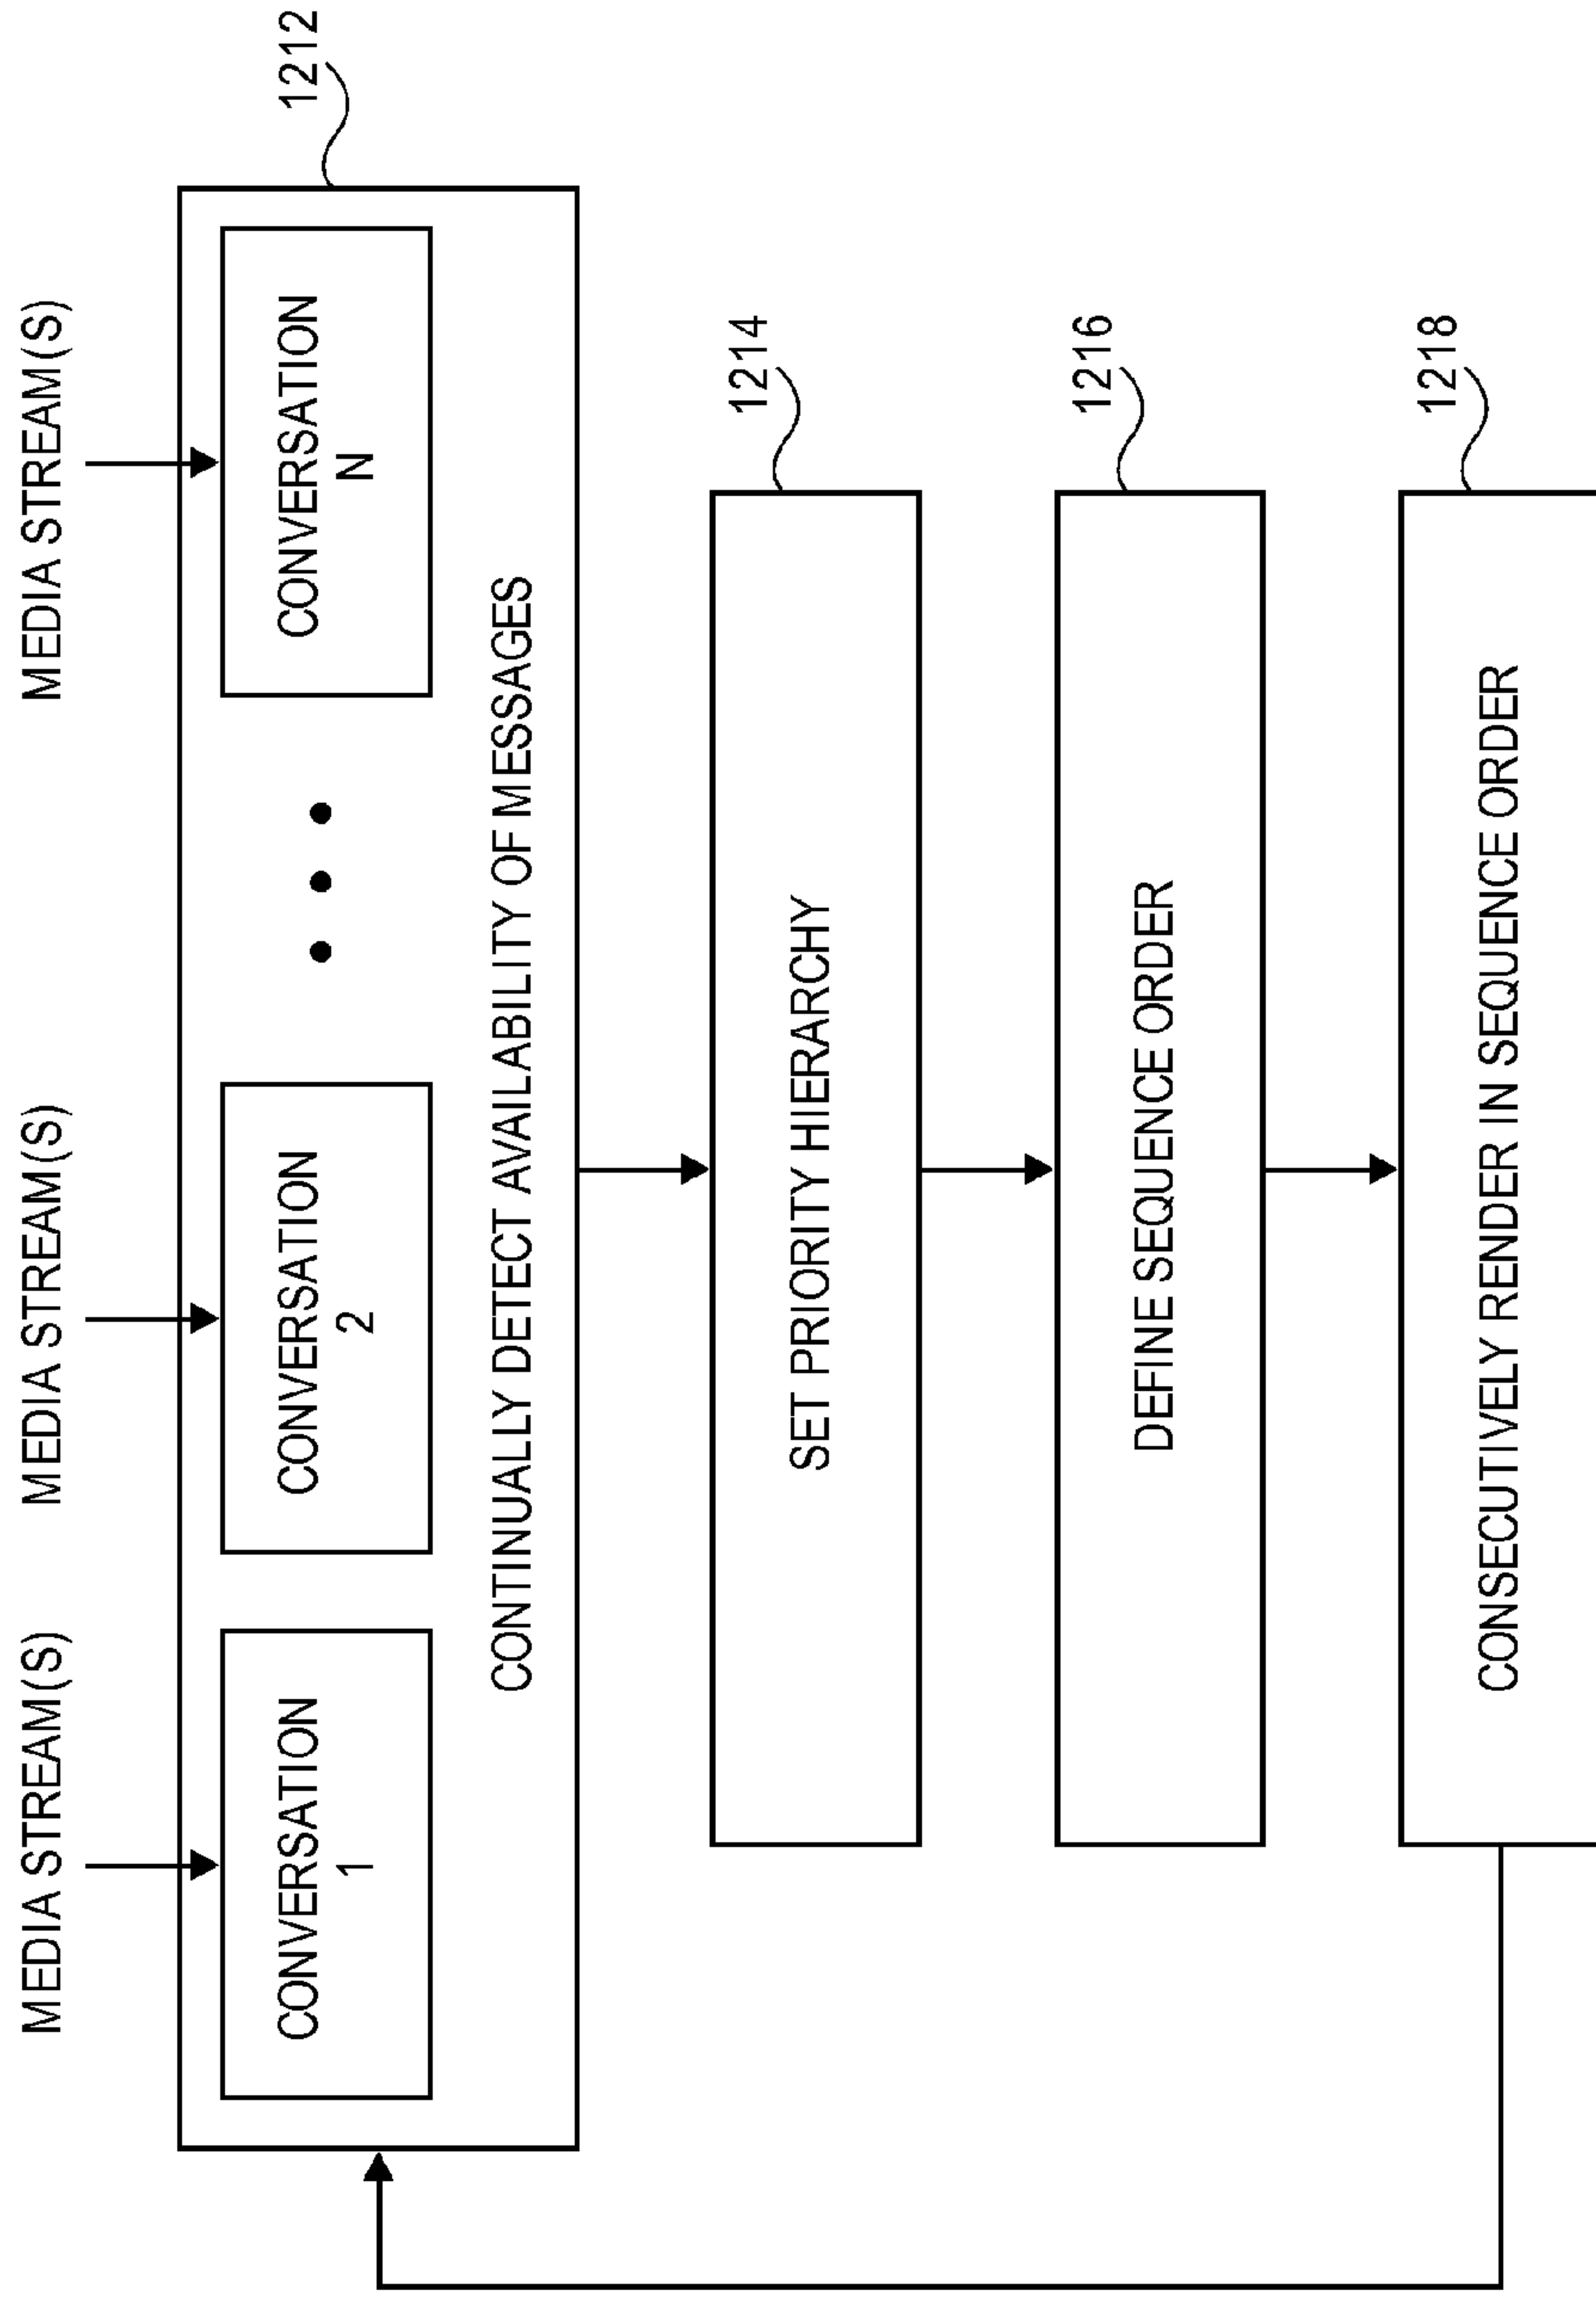 MEDIA STREAM(S)
MEDIA STREAM(S)
MEDIA STREAM(S)
1212
CONVERSATION
1
CONVERSATION
2
CONVERSATION
N
CONTINUALLY DETECT AVAILABILITY OF MESSAGES
1214
SET PRIORITY HIERARCHY
1216
DEFINE SEQUENCE ORDER
1218
CONSECUTIVELY RENDER IN SEQUENCE ORDER